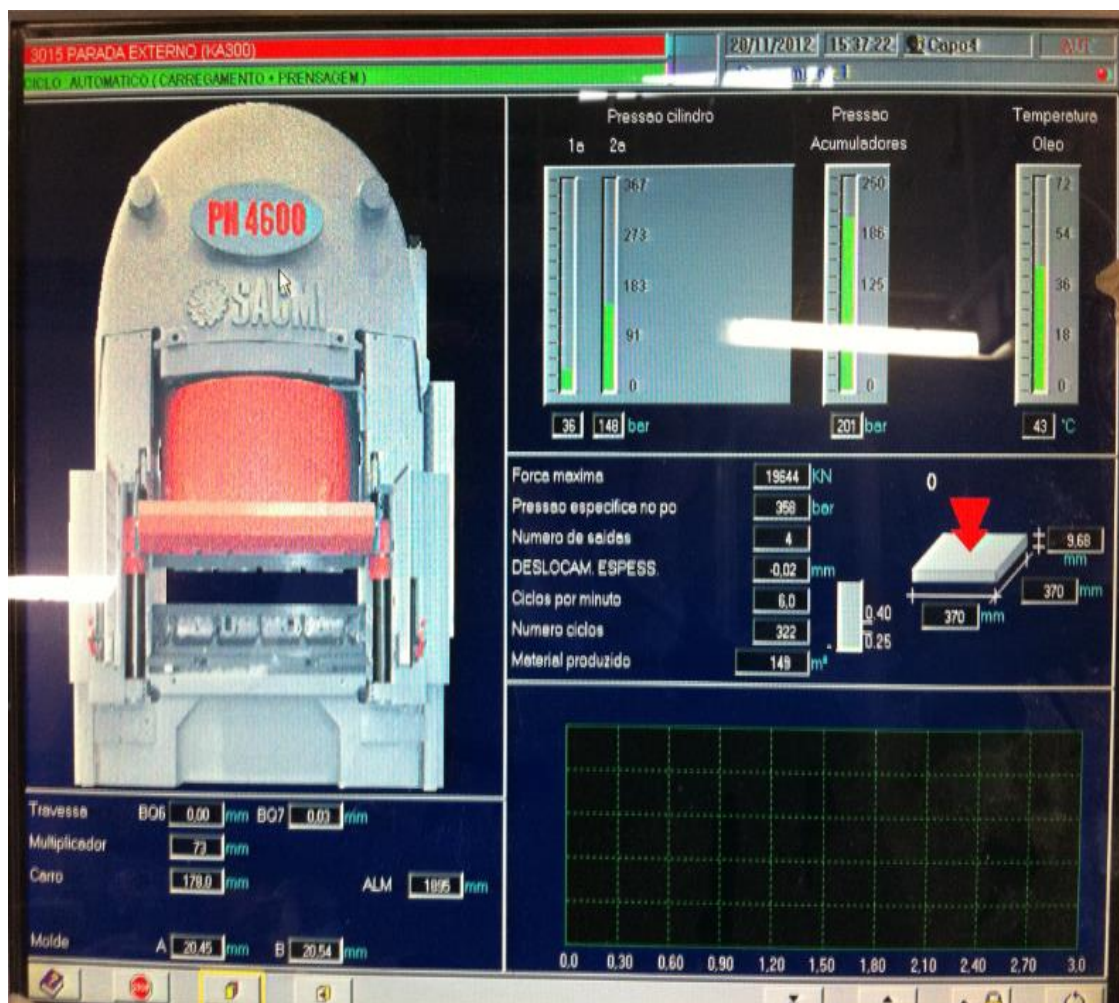 3015 PARADA EXTERNO (KA300)
20/11/2012 15:37:22 Capo4 AUT
CICLO AUTOMATICO ( CARREGAMENTO + PRENSAGEM )
PH 4600
SACMI
Pressao cilindro
1a 2a
367
273
183
91
0
36 148 bar
Pressao
Acumuladores
250
186
125
0
201 bar
Temperatura
Oleo
72
54
36
18
0
43 °C
Forca maxima 19644 KN
Pressao especifica no po 358 bar
Numero de saidas 4
DESLOCAM. ESPESS. -0,02 mm
Ciclos por minuto 6,0
Numero ciclos 322
Material produzido 149 m²
0
9.68 mm
370 mm
370 mm
0.40
- 0.25
Travessa BQ6 0,00 mm BQ7 0,03 mm
Multiplicador 73 mm
Carro 178.0 mm ALM 1895 mm
Molde A 20.45 mm B 20.54 mm
0,0 0,30 0,60 0,90 1,20 1,50 1,80 2,10 2,40 2,70 3,0
STOP